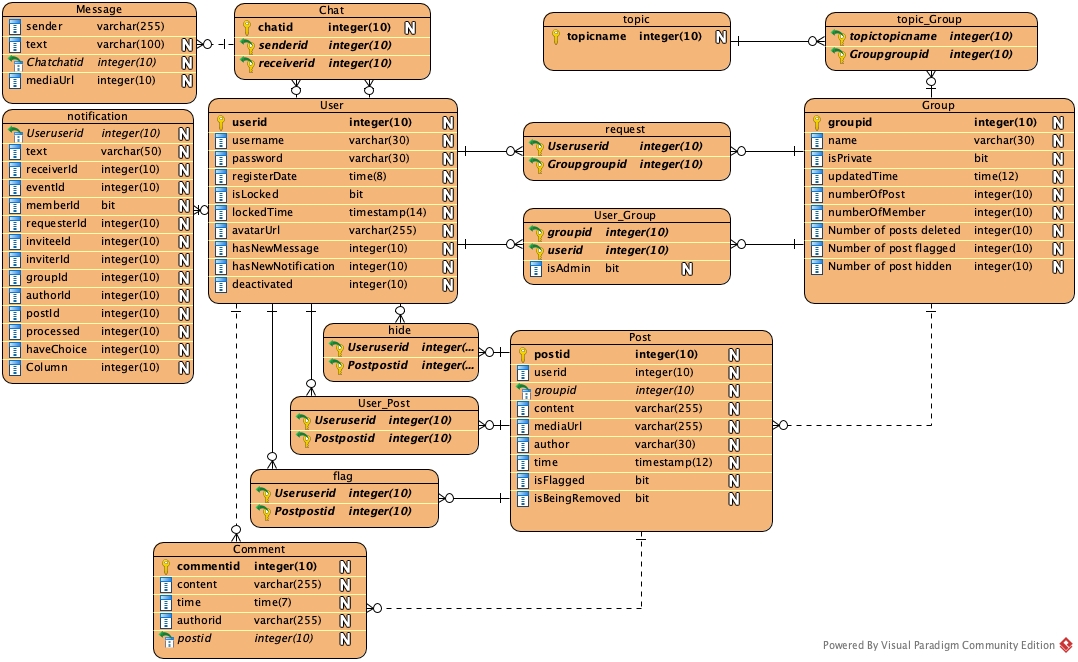 Message
sender varchar(255)
text varchar(100) N
Chatchatid integer(10) N
mediaUrl integer(10) N
Chat
chatid integer(10) N
senderid integer(10)
receiverid integer(10)
topic
topicname integer(10) N
topic_Group
topictopicname integer(10)
Groupgroupid integer(10)
notification
Useruserid integer(10) N
text varchar(50) N
receiverId integer(10) N
eventId integer(10) N
memberId bit N
requesterId integer(10) N
inviteeId integer(10) N
inviterId integer(10) N
groupId integer(10) N
authorId integer(10) N
postId integer(10) N
processed integer(10) N
haveChoice integer(10) N
Column integer(10) N
User
userid integer(10) N
username varchar(30) N
password varchar(30) N
registerDate time(8) N
isLocked bit N
lockedTime timestamp(14) N
avatarUrl varchar(255) N
hasNewMessage integer(10) N
hasNewNotification integer(10) N
deactivated integer(10) N
request
Useruserid integer(10)
Groupgroupid integer(10)
User_Group
groupid integer(10)
userid integer(10)
isAdmin bit N
Group
groupid integer(10) N
name varchar(30) N
isPrivate bit N
updatedTime time(12) N
numberOfPost integer(10) N
numberOfMember integer(10) N
Number of posts deleted integer(10) N
Number of post flagged integer(10) N
Number of post hidden integer(10) N
hide
Useruserid integer(...
Postpostid integer(...
User_Post
Useruserid integer(10)
Postpostid integer(10)
flag
Useruserid integer(10)
Postpostid integer(10)
Post
postid integer(10) N
userid integer(10) N
groupid integer(10) N
content varchar(255) N
mediaUrl varchar(255) N
author varchar(30) N
time timestamp(12) N
isFlagged bit N
isBeingRemoved bit N
Comment
commentid integer(10) N
content varchar(255) N
time time(7) N
authorid varchar(255) N
postid integer(10) N
Powered By Visual Paradigm Community Edition